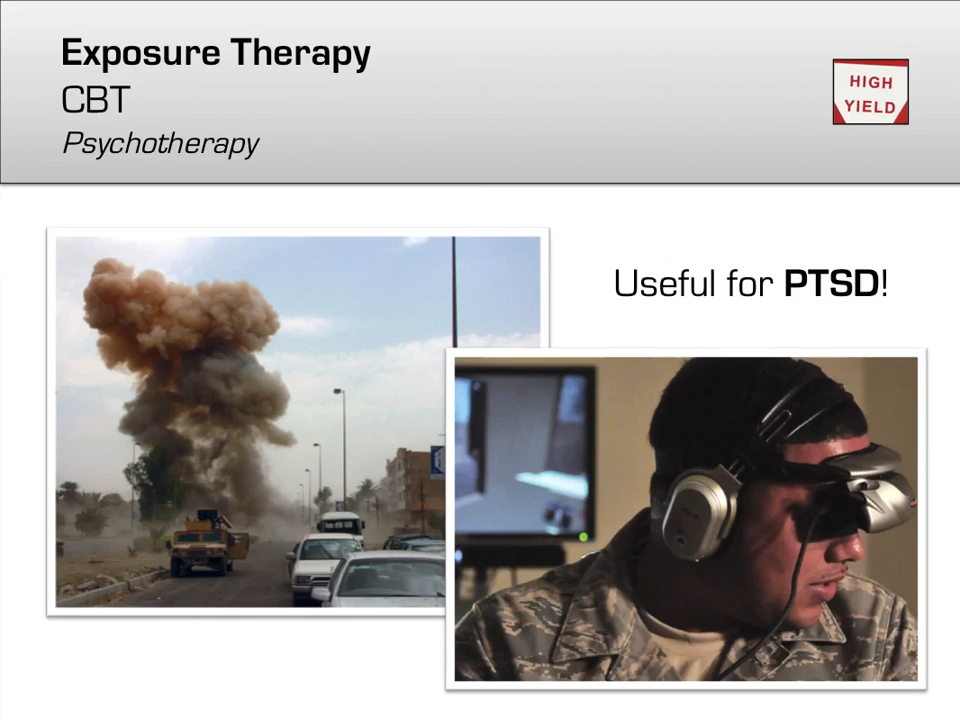 Exposure Therapy
CBT
Psychotherapy
HIGH
YIELD
Useful for PTSD!